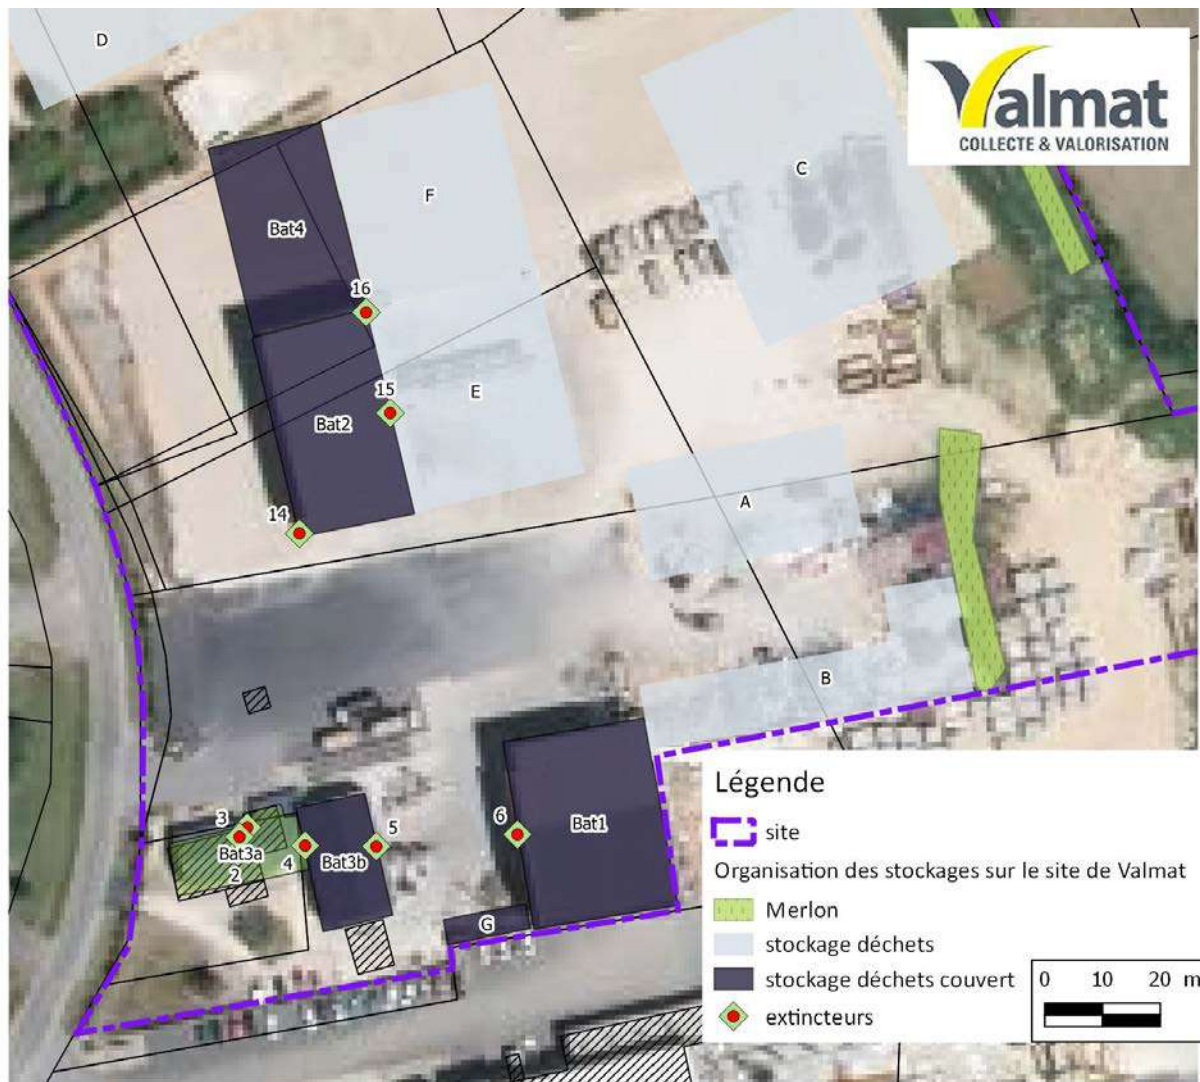 D
Valmat
COLLECTE & VALORISATION
C
F
Bat4
16
15
E
Bat2
14
A
B
3
Bat3a
2
4
Bat3b
5
6
Bat1
G
Légende
site
Organisation des stockages sur le site de Valmat
Merlon
stockage déchets
stockage déchets couvert
extincteurs
0 10 20 m